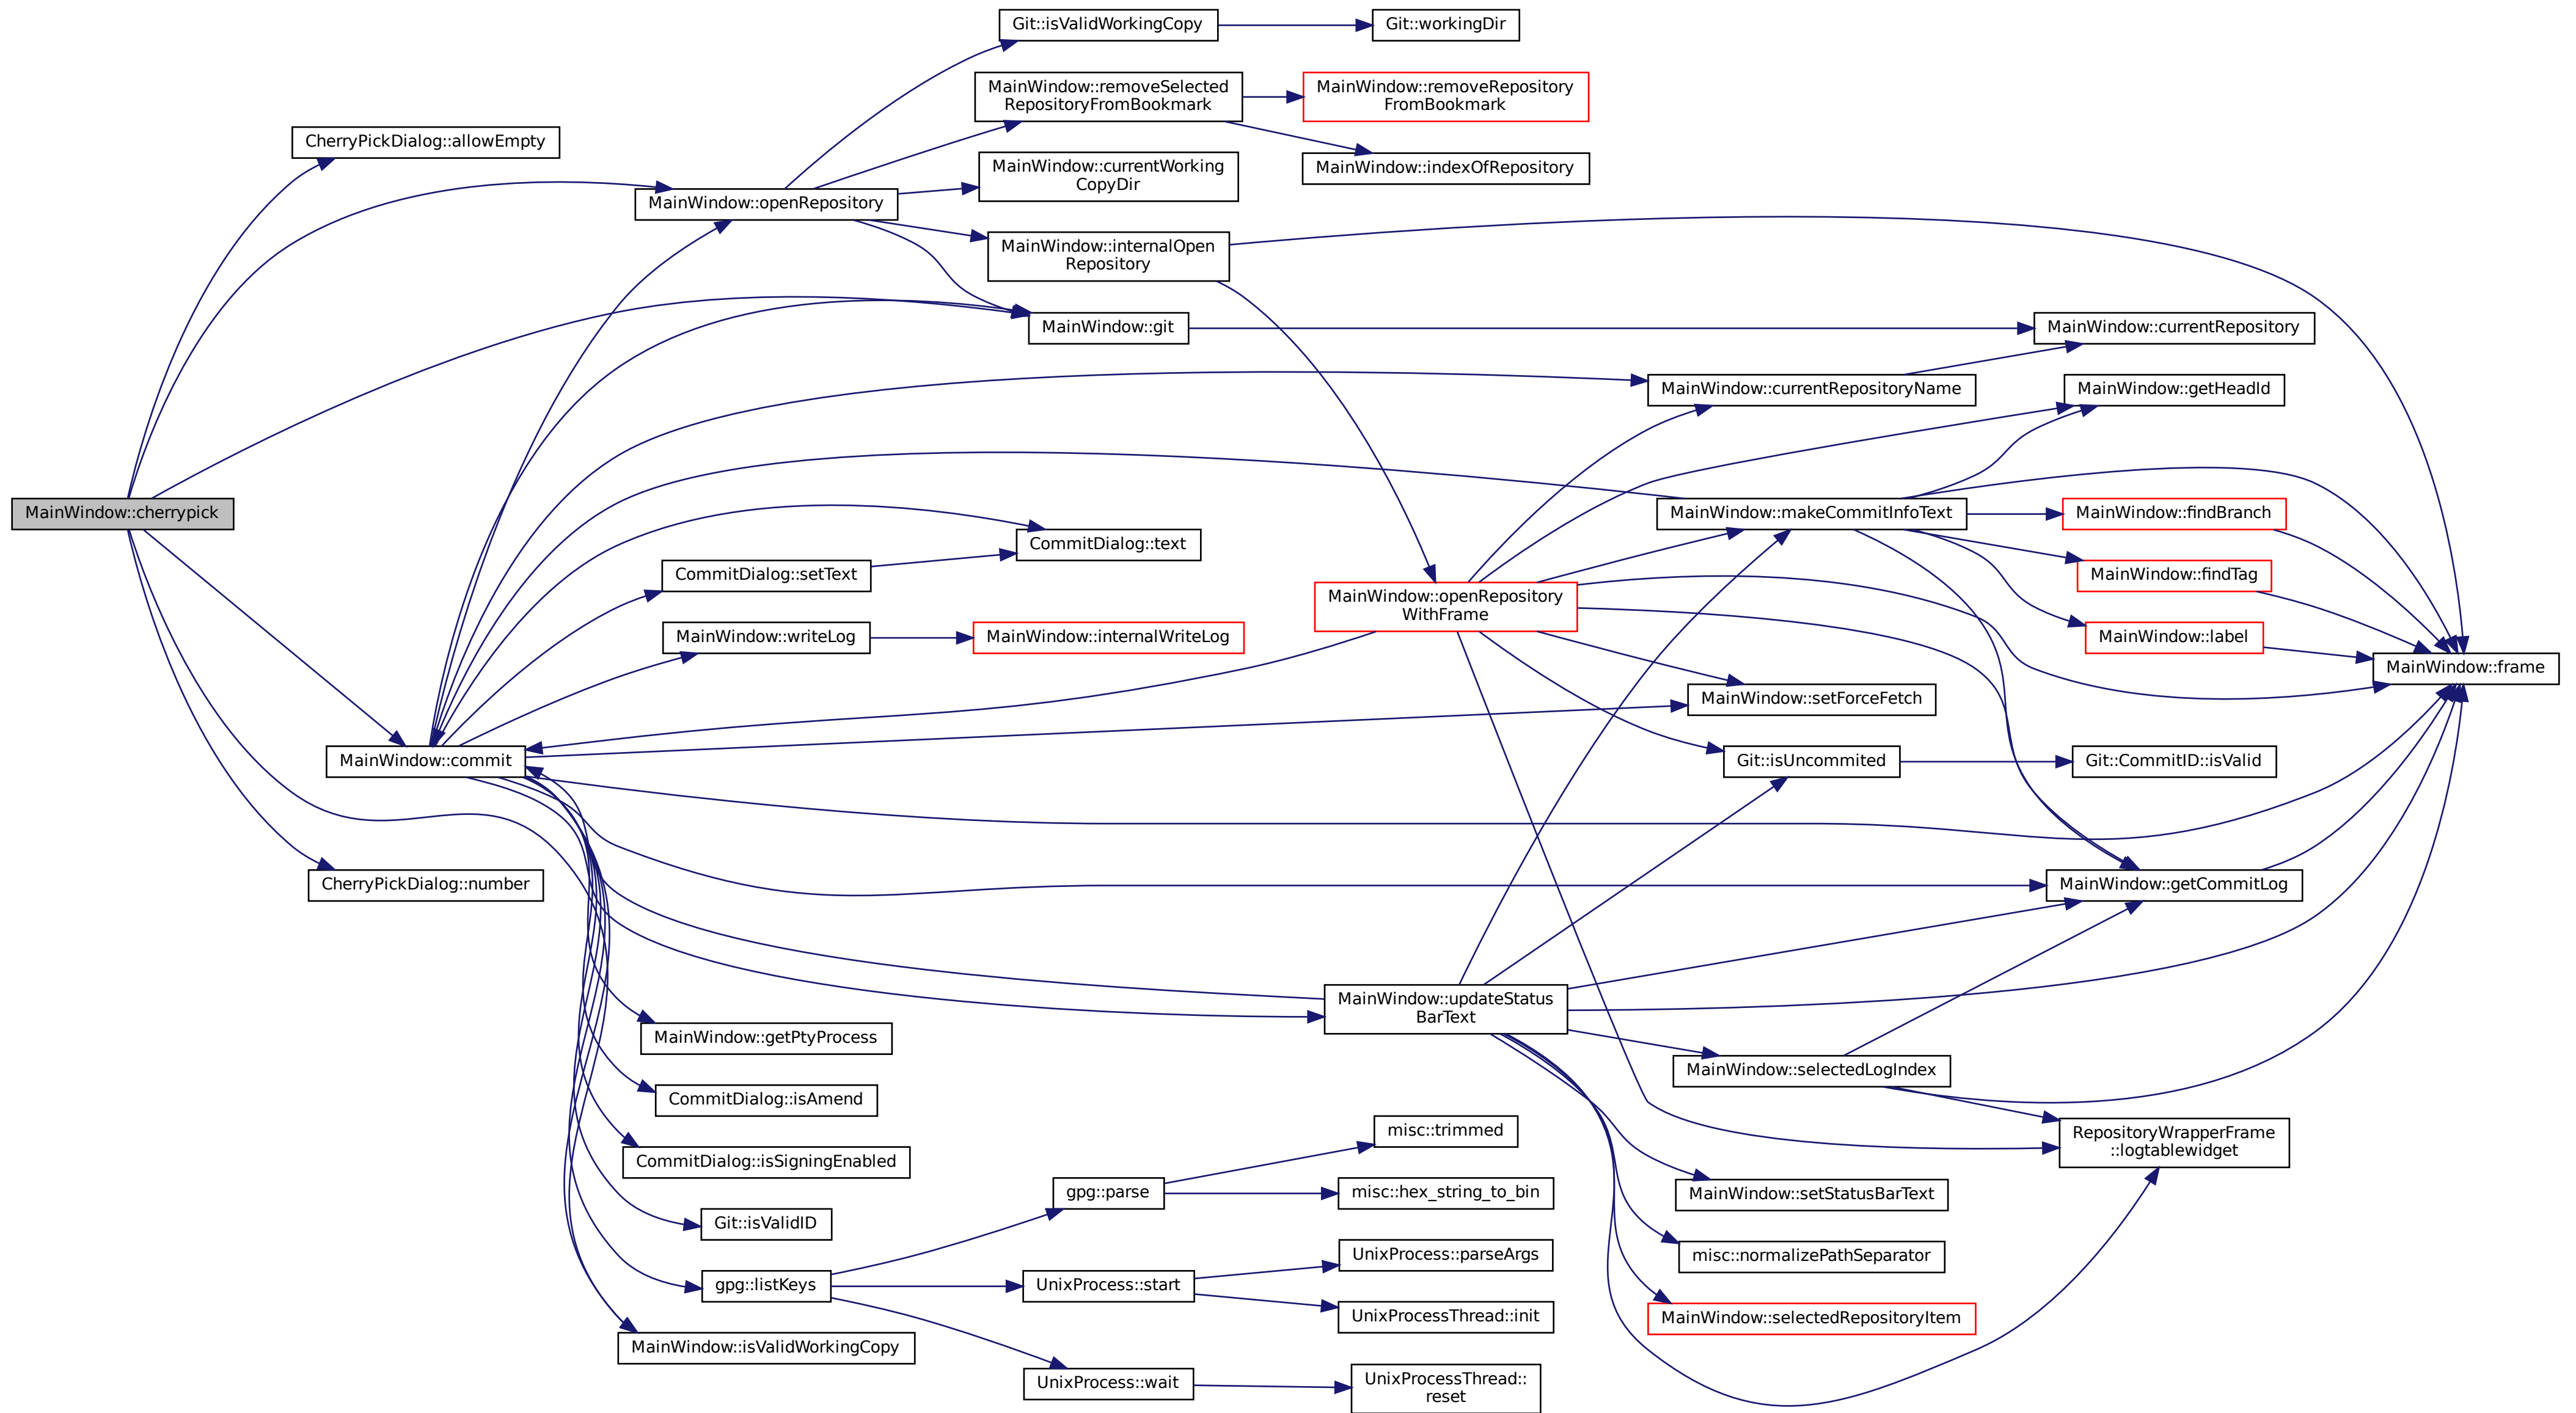 Git::isValidWorkingCopy
Git::workingDir
MainWindow::removeSelected
RepositoryFromBookmark
MainWindow::removeRepository
FromBookmark
CherryPickDialog::allowEmpty
MainWindow::currentWorking
CopyDir
MainWindow::indexOfRepository
MainWindow::openRepository
MainWindow::internalOpen
Repository
MainWindow::git
MainWindow::currentRepository
MainWindow::currentRepositoryName
MainWindow::getHeadId
MainWindow::cherrypick
MainWindow::makeCommitInfoText
MainWindow::findBranch
CommitDialog::text
CommitDialog::setText
MainWindow::findTag
MainWindow::openRepository
WithFrame
MainWindow::writeLog
MainWindow::internalWriteLog
MainWindow::label
MainWindow::frame
MainWindow::setForceFetch
MainWindow::commit
Git::isUncommited
Git::CommitID::isValid
CherryPickDialog::number
MainWindow::getCommitLog
MainWindow::updateStatus
BarText
MainWindow::getPtyProcess
MainWindow::selectedLogIndex
CommitDialog::isAmend
misc::trimmed
RepositoryWrapperFrame
::logtablewidget
CommitDialog::isSigningEnabled
gpg::parse
misc::hex_string_to_bin
MainWindow::setStatusBarText
Git::isValidID
UnixProcess::parseArgs
misc::normalizePathSeparator
gpg::listKeys
UnixProcess::start
UnixProcessThread::init
MainWindow::selectedRepositoryItem
MainWindow::isValidWorkingCopy
UnixProcess::wait
UnixProcessThread::
reset